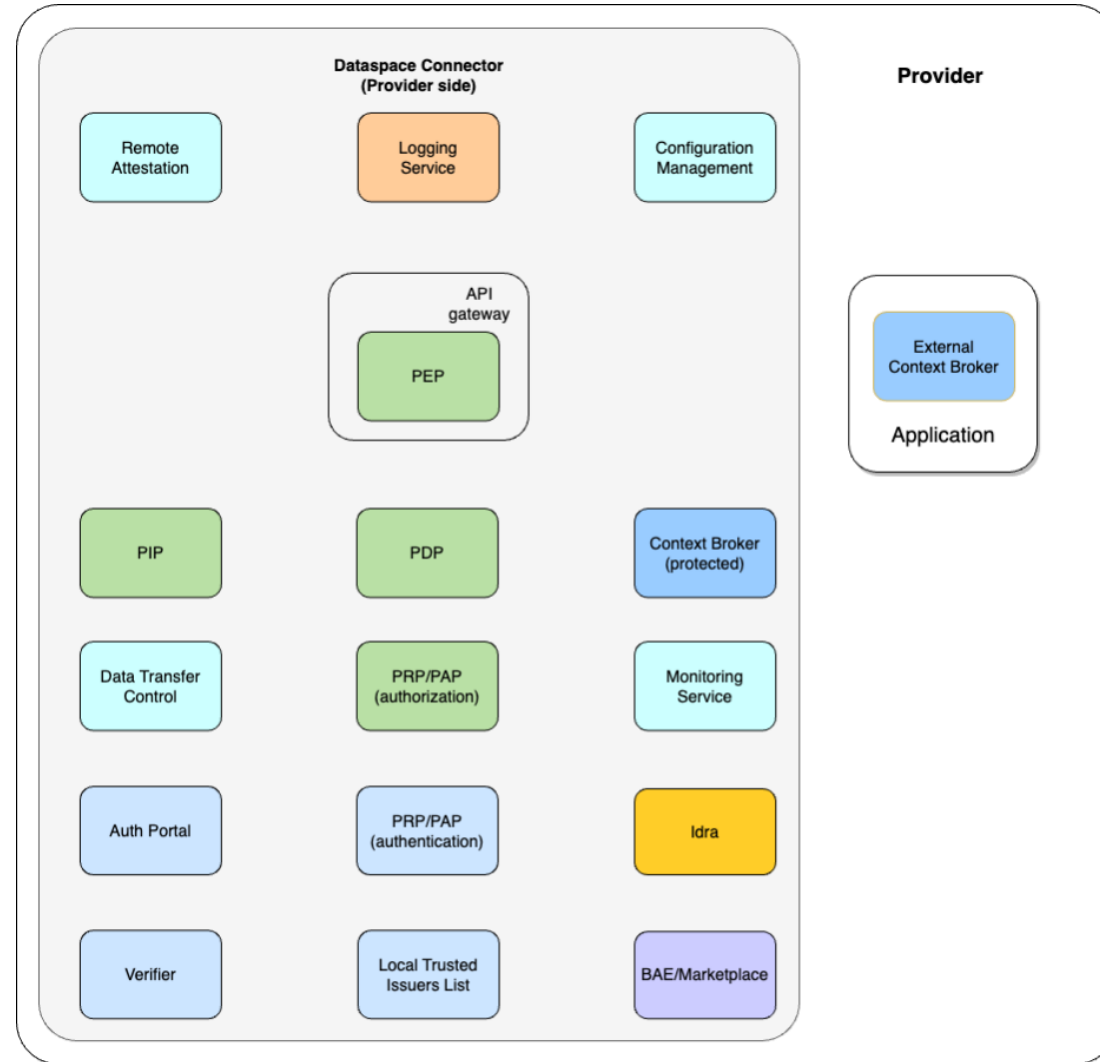 Dataspace Connector
(Provider side)
Provider
Remote
Attestation
Logging
Service
Configuration
Management
API
gateway
PEP
External
Context Broker
Application
PIP
PDP
Context Broker
(protected)
Data Transfer
Control
PRP/PAP
(authorization)
Monitoring
Service
Auth Portal
PRP/PAP
(authentication)
Idra
Verifier
Local Trusted
Issuers List
BAE/Marketplace